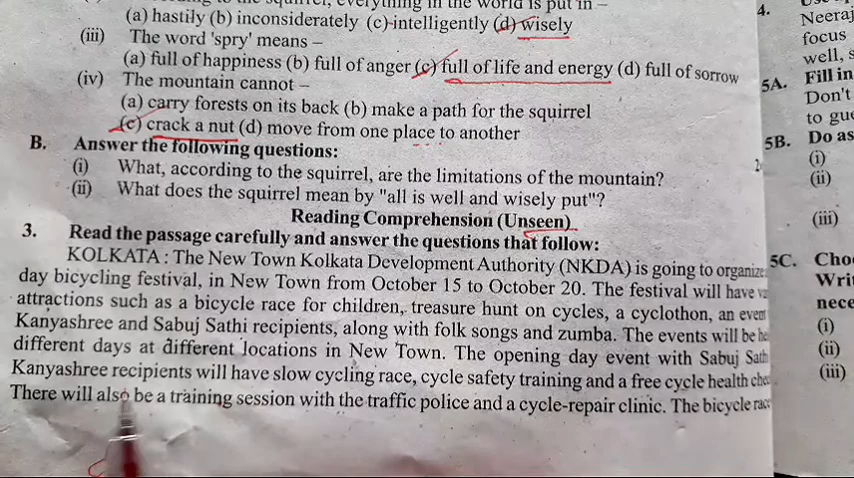 everything in the world is put in –
(a) hastily (b) inconsiderately (c) intelligently (d) wisely
(iii) The word 'spry' means –
(a) full of happiness (b) full of anger (c) full of life and energy (d) full of sorrow
(iv) The mountain cannot –
(a) carry forests on its back (b) make a path for the squirrel
(c) crack a nut (d) move from one place to another
B. Answer the following questions:
(i) What, according to the squirrel, are the limitations of the mountain?
(ii) What does the squirrel mean by "all is well and wisely put"?
Reading Comprehension (Unseen)
3. Read the passage carefully and answer the questions that follow:
KOLKATA : The New Town Kolkata Development Authority (NKDA) is going to organize
day bicycling festival, in New Town from October 15 to October 20. The festival will have
attractions such as a bicycle race for children, treasure hunt on cycles, a cyclothon, an event
Kanyashree and Sabuj Sathi recipients, along with folk songs and zumba. The events will be
different days at different locations in New Town. The opening day event with Sabuj
Kanyashree recipients will have slow cycling race, cycle safety training and a free cycle health
There will also be a training session with the traffic police and a cycle-repair clinic. The bicycle
4.
Neeraj
focus
well,
5A. Fill in
Don't
to
5B. Do as
(i)
(ii)
(iii)
5C.
(i)
(ii)
(iii)